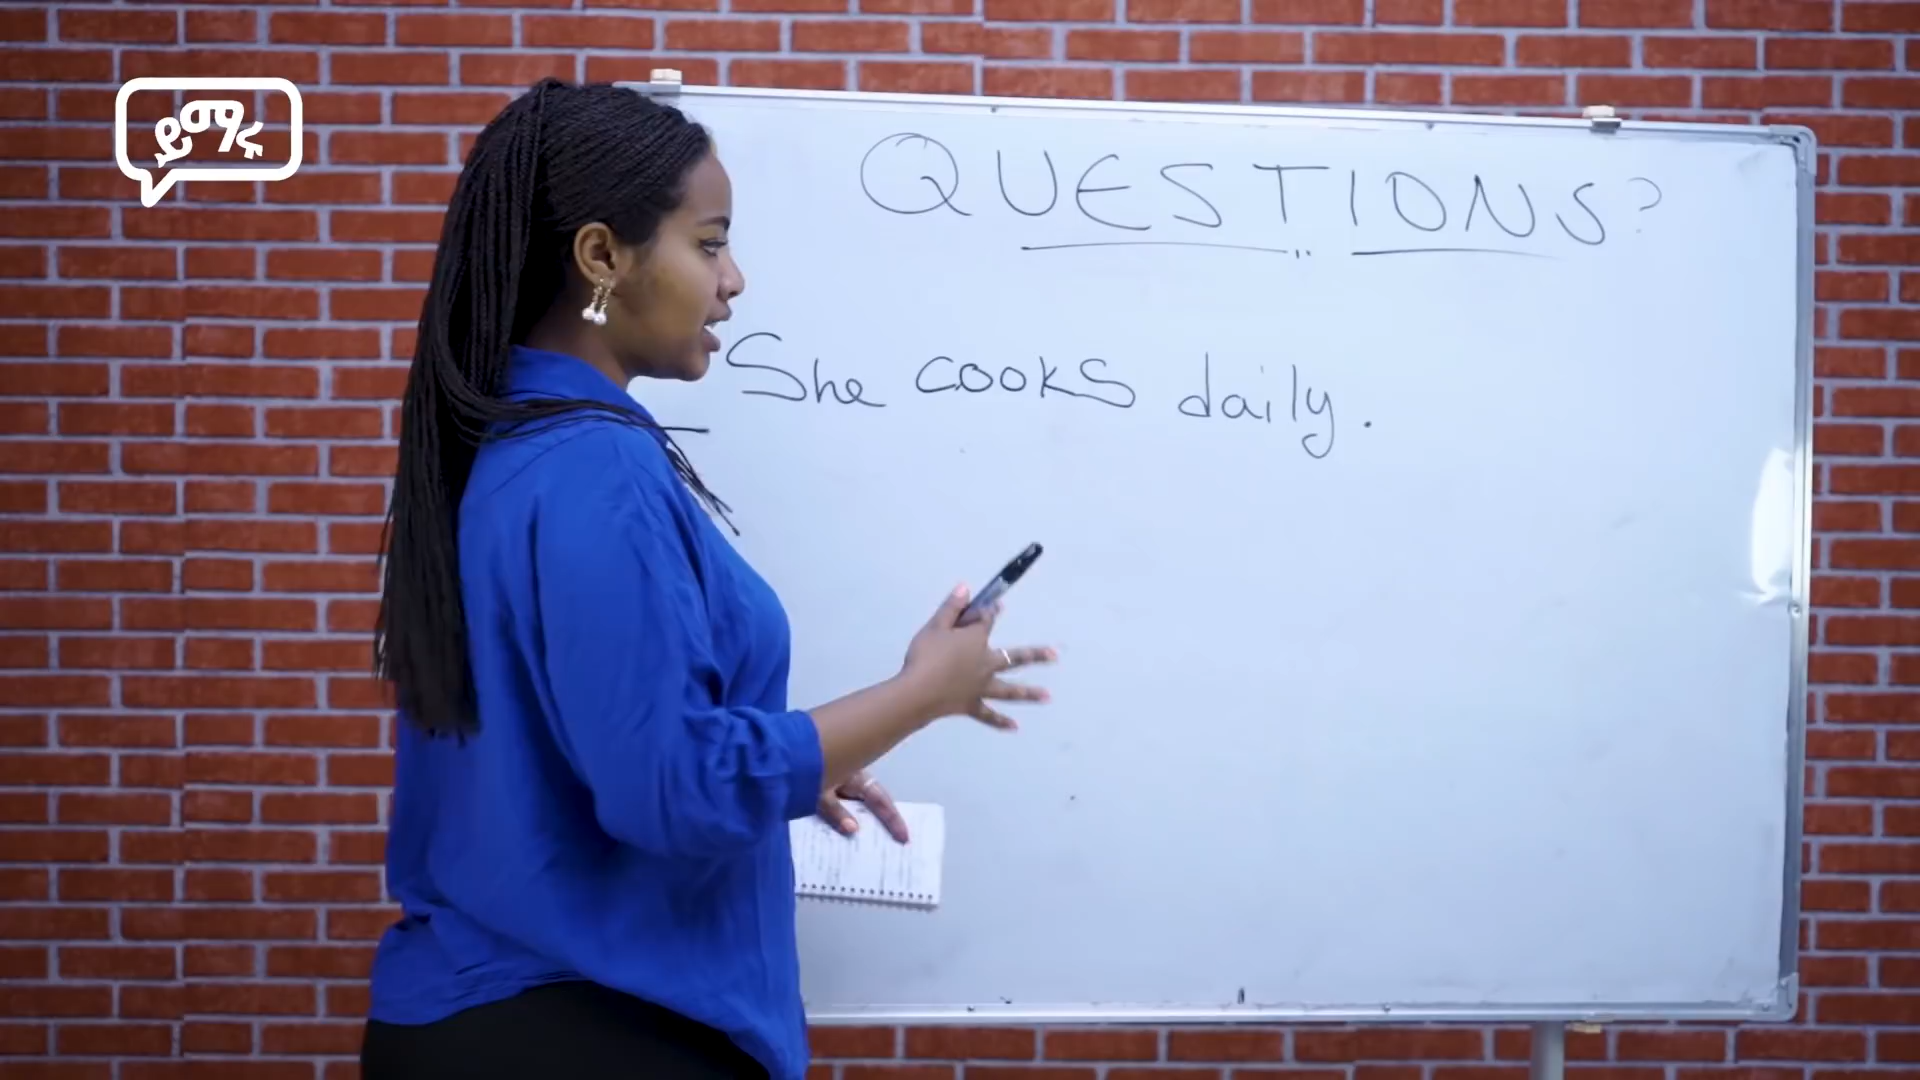 ይማሩ
QUESTIONS?
She cooks daily.